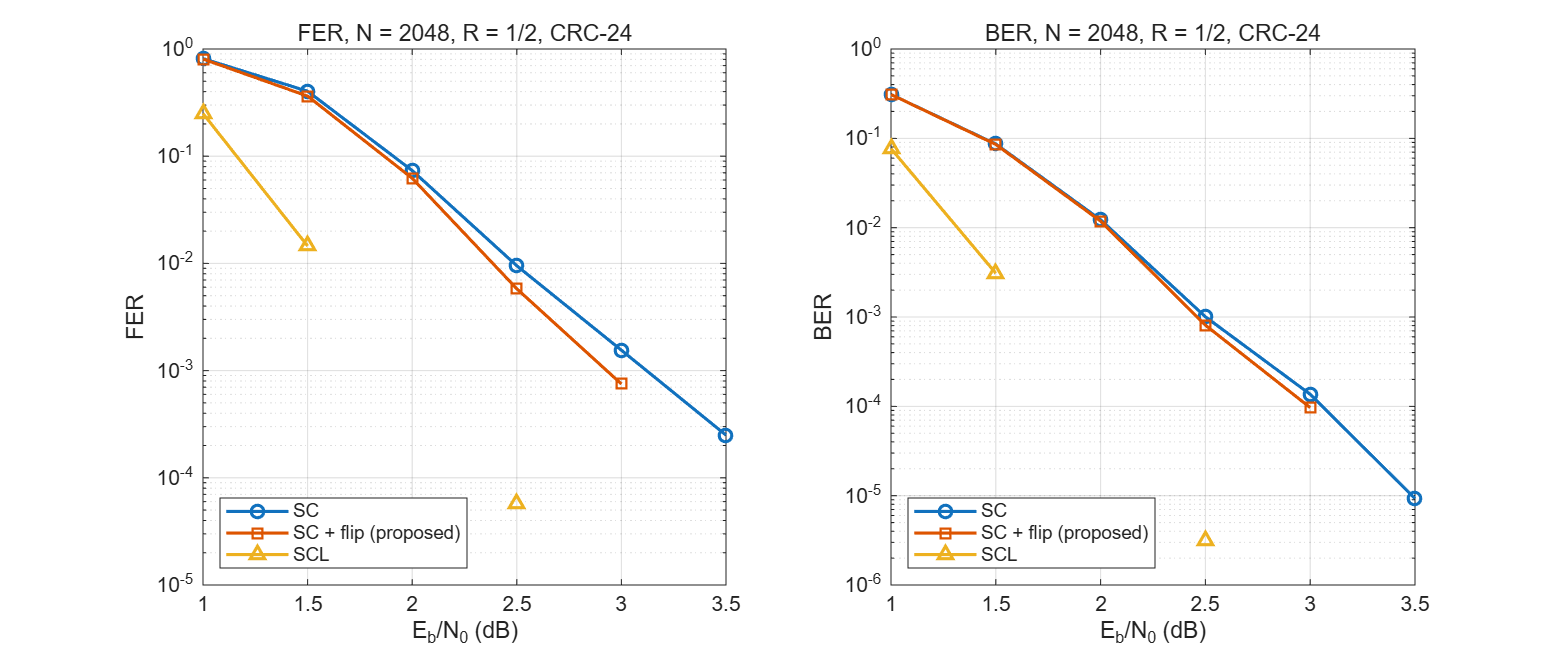 FER, N = 2048, R = 1/2, CRC-24
10^0
10^-1
10^-2
10^-3
10^-4
10^-5
FER
SC
SC + flip (proposed)
SCL
1 1.5 2 2.5 3 3.5
E_b/N_0 (dB)
BER, N = 2048, R = 1/2, CRC-24
10^0
10^-1
10^-2
10^-3
10^-4
10^-5
10^-6
BER
SC
SC + flip (proposed)
SCL
1 1.5 2 2.5 3 3.5
E_b/N_0 (dB)